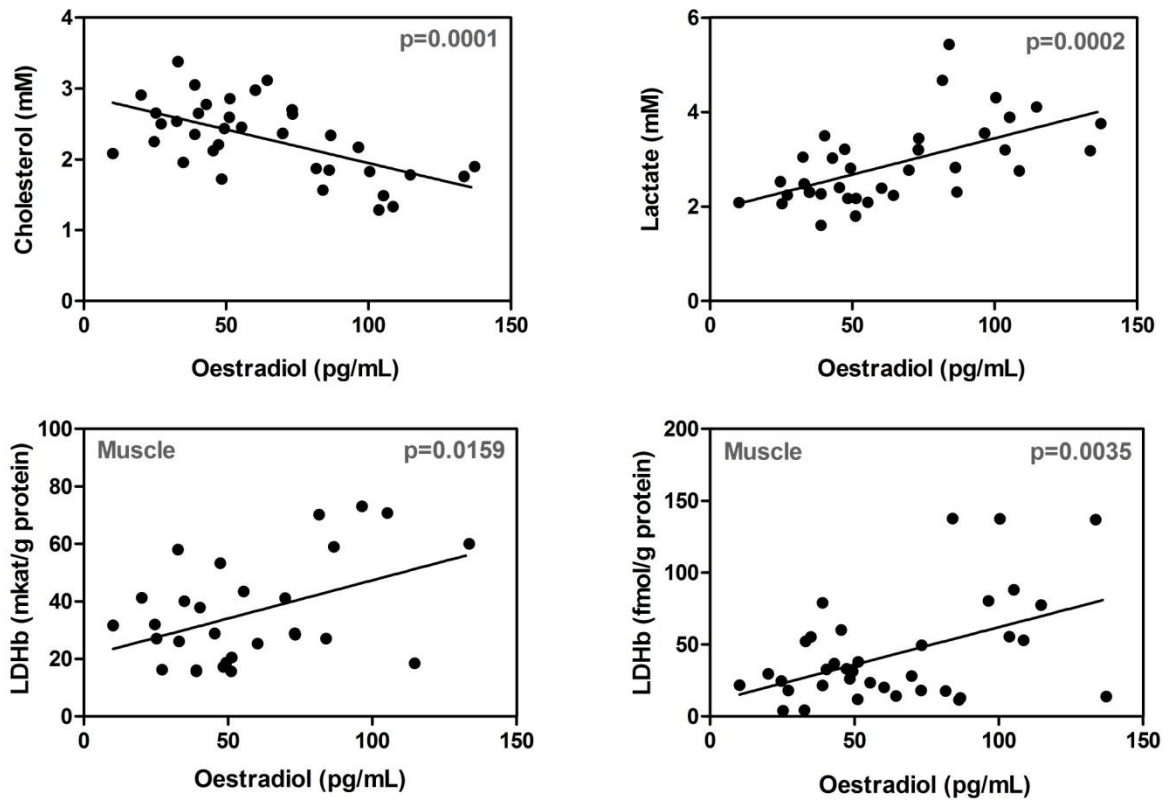 p=0.0001
Cholesterol (mM)
4
3
2
1
0
0 50 100 150
Oestradiol (pg/mL)
p=0.0002
Lactate (mM)
6
4
2
0
0 50 100 150
Oestradiol (pg/mL)
Muscle p=0.0159
LDHb (mkat/g protein)
100
80
60
40
20
0
0 50 100 150
Oestradiol (pg/mL)
Muscle p=0.0035
LDHb (fmol/g protein)
200
150
100
50
0
0 50 100 150
Oestradiol (pg/mL)